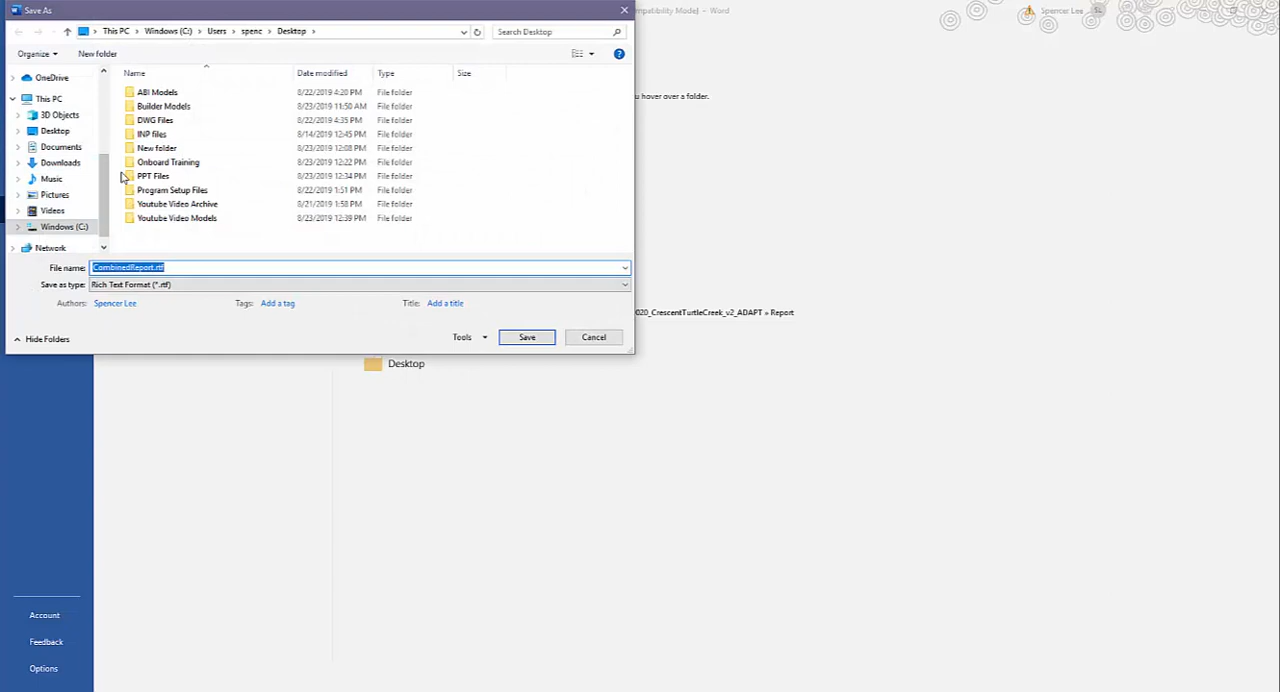 Save As
mpatibility Mode] - Word
Spencer Lee
SL
This PC > Windows (C:) > Users > spenc > Desktop >
Search Desktop
Organize
New folder
Name
Date modified
Type
Size
OneDrive
This PC
3D Objects
Desktop
Documents
Downloads
Music
Pictures
Videos
Windows (C:)
Network
ABI Models 8/22/2019 4:20 PM File folder
Builder Models 8/23/2019 11:50 AM File folder
DWG Files 8/22/2019 4:35 PM File folder
INP files 8/14/2019 12:45 PM File folder
New folder 8/23/2019 12:08 PM File folder
Onboard Training 8/23/2019 12:22 PM File folder
PPT Files 8/23/2019 12:34 PM File folder
Program Setup Files 8/22/2019 1:51 PM File folder
Youtube Video Archive 8/21/2019 1:58 PM File folder
Youtube Video Models 8/23/2019 12:39 PM File folder
you hover over a folder.
File name: CombinedReport.rtf
Save as type: Rich Text Format (*.rtf)
Authors: Spencer Lee
Tags: Add a tag
Title: Add a title
020_CrescentTurtleCreek_v2_ADAPT » Report
Hide Folders
Tools
Save
Cancel
Desktop
Account
Feedback
Options